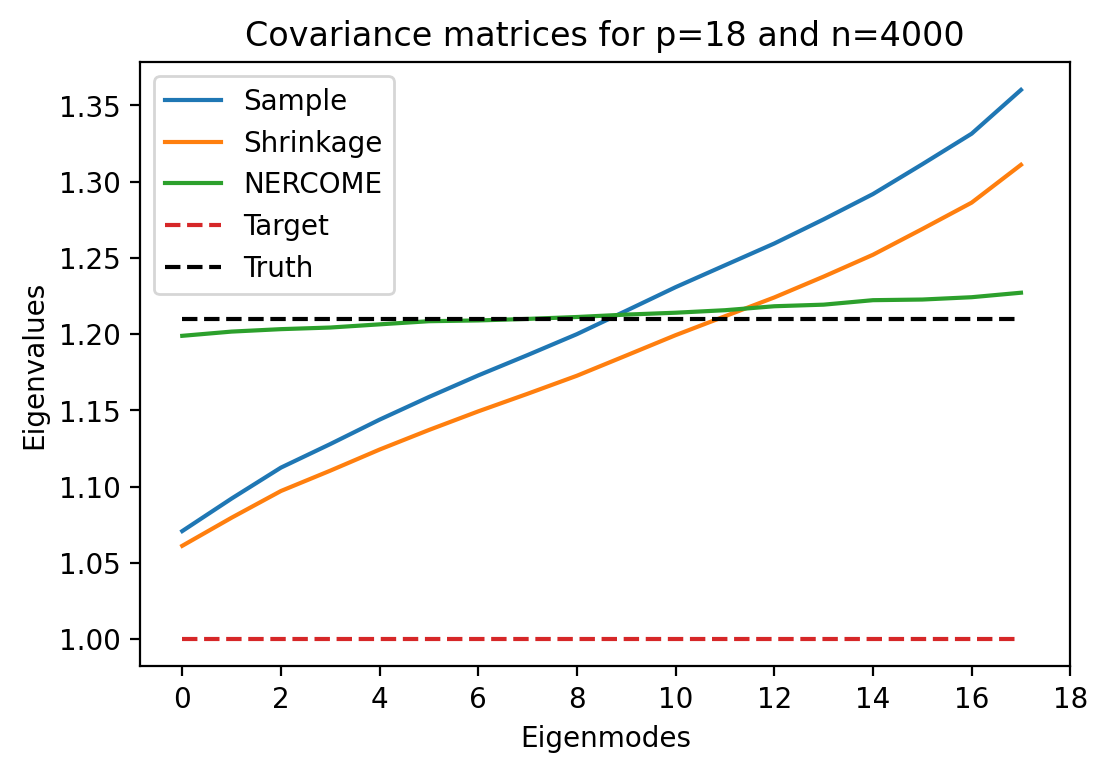 Covariance matrices for p=18 and n=4000
Sample
Shrinkage
NERCOME
Target
Truth
Eigenvalues
1.35
1.30
1.25
1.20
1.15
1.10
1.05
1.00
0 2 4 6 8 10 12 14 16 18
Eigenmodes